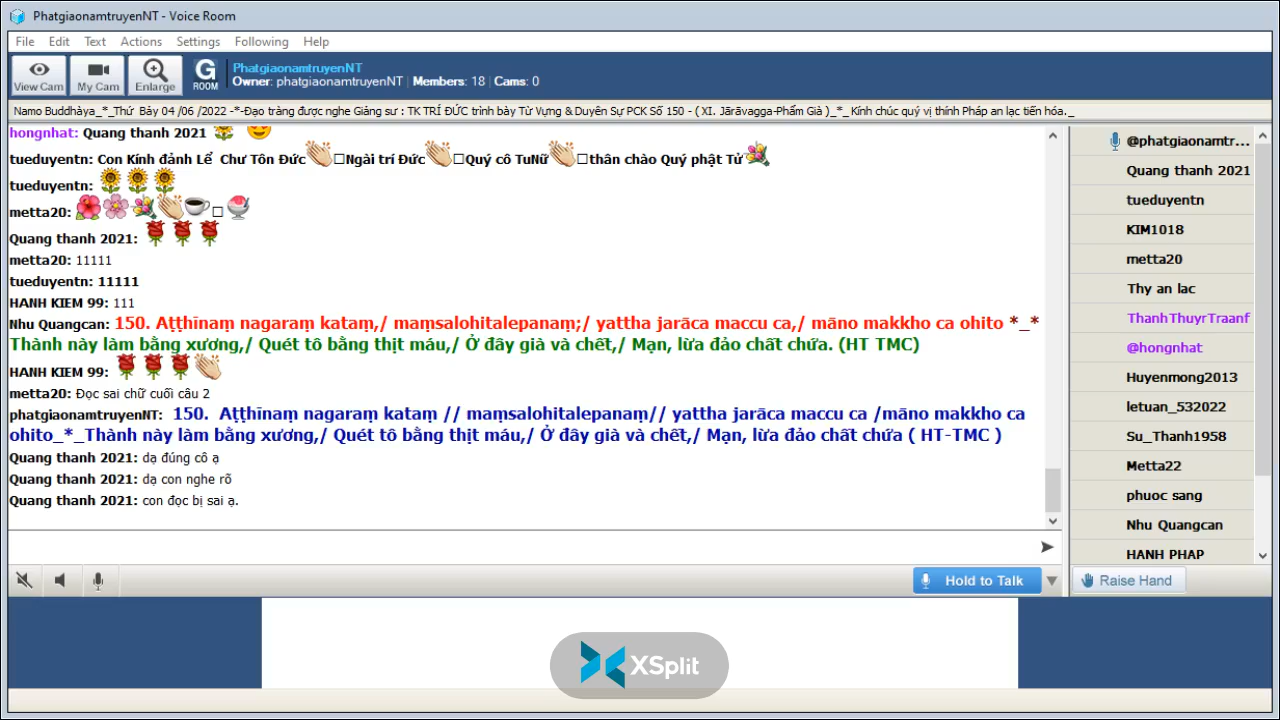 PhatgiaonamtruyenNT - Voice Room
File Edit Text Actions Settings Following Help
View Cam My Cam Enlarge G ROOM
PhatgiaonamtruyenNT
Owner: phatgiaonamtruyenNT | Members: 18 | Cams: 0
Namo Buddhàya_*_Thứ Bảy 04 /06 /2022 -*-Đạo tràng được nghe Giảng sư : TK TRÍ ĐỨC trình bày Từ Vựng & Duyên Sự PCK Số 150 - ( XI. Jārāvagga-Phẩm Già )_*_ Kính chúc quý vị thính Pháp an lạc tiến hóa._
hongnhat: Quang thanh 2021
tueduyentn: Con Kính đảnh Lể Chư Tôn Đức Ngài trí Đức Quý cô TuNữ thân chào Quý phật Tử
tueduyentn:
metta20:
Quang thanh 2021:
metta20: 11111
tueduyentn: 11111
HANH KIEM 99: 111
Nhu Quangcan: 150. Aṭṭhīnaṃ nagaraṃ kataṃ,/ maṃsalohitalepanaṃ;/ yattha jarāca maccu ca,/ māno makkho ca ohito *_*
Thành này làm bằng xương,/ Quét tô bằng thịt máu,/ Ở đây già và chết,/ Mạn, lừa đảo chất chứa. (HT TMC)
HANH KIEM 99:
metta20: Đọc sai chữ cuối câu 2
phatgiaonamtruyenNT: 150. Aṭṭhīnaṃ nagaraṃ kataṃ // maṃsalohitalepanaṃ// yattha jarāca maccu ca /māno makkho ca
ohito_*_Thành này làm bằng xương,/ Quét tô bằng thịt máu,/ Ở đây già và chết,/ Mạn, lừa đảo chất chứa ( HT-TMC )
Quang thanh 2021: dạ đúng cô ạ
Quang thanh 2021: dạ con nghe rõ
Quang thanh 2021: con đọc bị sai ạ.
@phatgiaonamtr...
Quang thanh 2021
tueduyentn
KIM1018
metta20
Thy an lac
ThanhThuyrTraanf
@hongnhat
Huyenmong2013
letuan_532022
Su_Thanh1958
Metta22
phuoc sang
Nhu Quangcan
HANH PHAP
Hold to Talk
Raise Hand
XSplit